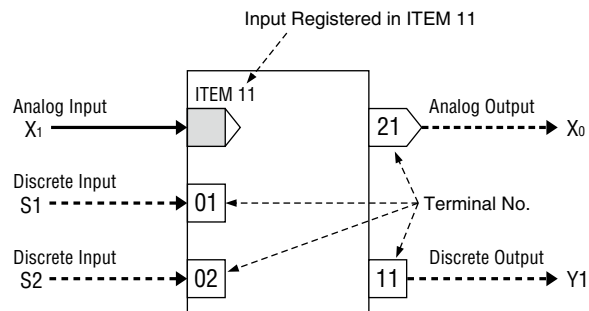 Input Registered in ITEM 11
ITEM 11
Analog Input
X1
21
Analog Output
X0
Discrete Input
S1
01
Terminal No.
Discrete Input
S2
02
11
Discrete Output
Y1